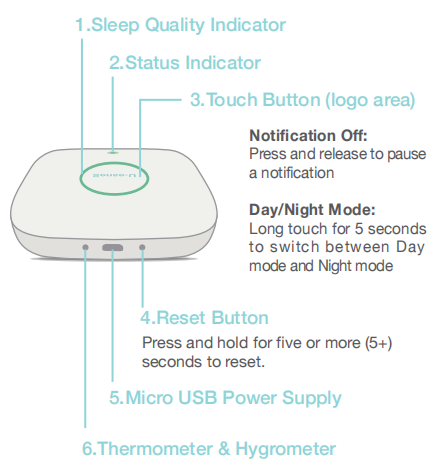 1.Sleep Quality Indicator
2.Status Indicator
3.Touch Button (logo area)
Notification Off:
Press and release to pause
a notification
Day/Night Mode:
Long touch for 5 seconds
to switch between Day
mode and Night mode
4.Reset Button
Press and hold for five or more (5+)
seconds to reset.
5.Micro USB Power Supply
6.Thermometer & Hygrometer